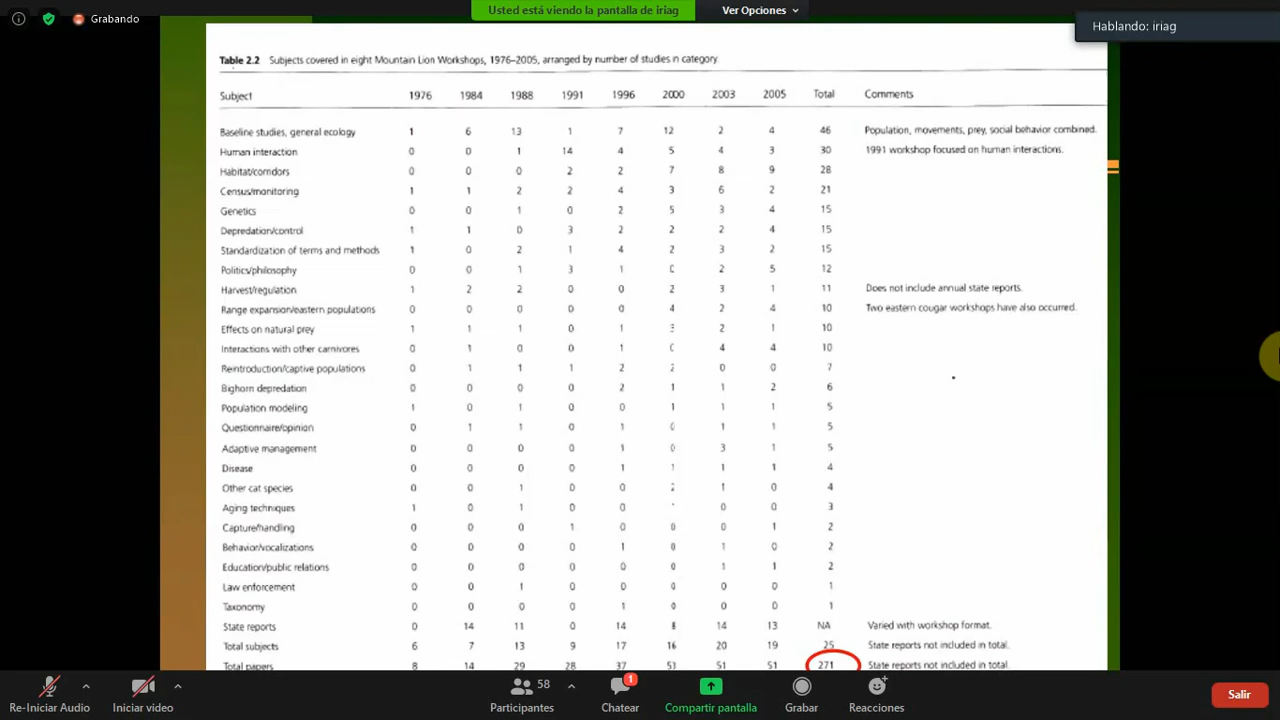 Grabando
Usted está viendo la pantalla de iriag
Ver Opciones
Hablando: iriag
Table 2.2 Subjects covered in eight Mountain Lion Workshops, 1976–2005, arranged by number of studies in category.
Subject 1976 1984 1988 1991 1996 2000 2003 2005 Total Comments
Baseline studies, general ecology 1 6 13 1 7 12 2 4 46 Population, movements, prey, social behavior combined.
Human interaction 0 0 1 14 4 5 4 3 30 1991 workshop focused on human interactions.
Habitat/corridors 0 0 0 2 2 7 8 9 28
Census/monitoring 1 1 2 2 4 3 6 2 21
Genetics 0 0 1 0 2 5 3 4 15
Depredation/control 1 1 0 3 2 2 2 4 15
Standardization of terms and methods 1 0 2 1 4 2 3 2 15
Politics/philosophy 0 0 1 3 1 0 2 5 12
Harvest/regulation 1 2 2 0 0 2 3 1 11 Does not include annual state reports.
Range expansion/eastern populations 0 0 0 0 0 4 2 4 10 Two eastern cougar workshops have also occurred.
Effects on natural prey 1 1 1 0 1 3 2 1 10
Interactions with other carnivores 0 1 0 0 1 0 4 4 10
Reintroduction/captive populations 0 1 1 1 2 2 0 0 7
Bighorn depredation 0 0 0 0 2 1 1 2 6
Population modeling 1 0 1 0 0 1 1 1 5
Questionnaire/opinion 0 1 1 0 1 0 1 1 5
Adaptive management 0 0 0 0 1 0 3 1 5
Disease 0 0 0 0 1 1 1 1 4
Other cat species 0 0 1 0 0 2 1 0 4
Aging techniques 1 0 1 0 0 0 0 3
Capture/handling 0 0 0 1 0 0 0 1 2
Behavior/vocalizations 0 0 0 0 1 0 1 0 2
Education/public relations 0 0 0 0 0 0 1 1 2
Law enforcement 0 0 1 0 0 0 0 0 1
Taxonomy 0 0 0 0 1 0 0 0 1
State reports 0 14 11 0 14 8 14 13 NA Varied with workshop format.
Total subjects 6 7 13 9 17 16 20 19 25 State reports not included in total.
Total papers 8 14 29 28 37 53 51 51 271 State reports not included in total.
Re-Iniciar Audio
Iniciar video
58
Participantes
1
Chatear
Compartir pantalla
Grabar
Reacciones
Salir